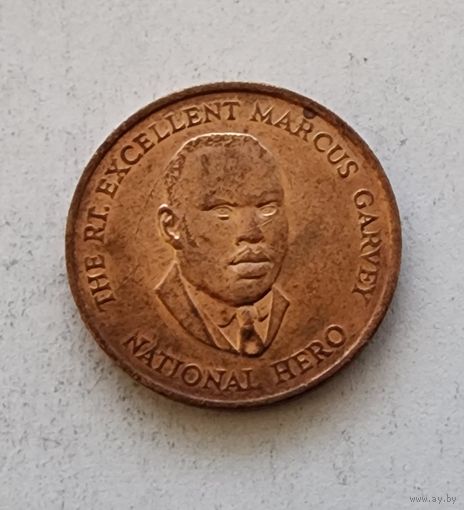 THE RT. EXCELLENT MARCUS GARVEY
NATIONAL HERO
www.ay.by